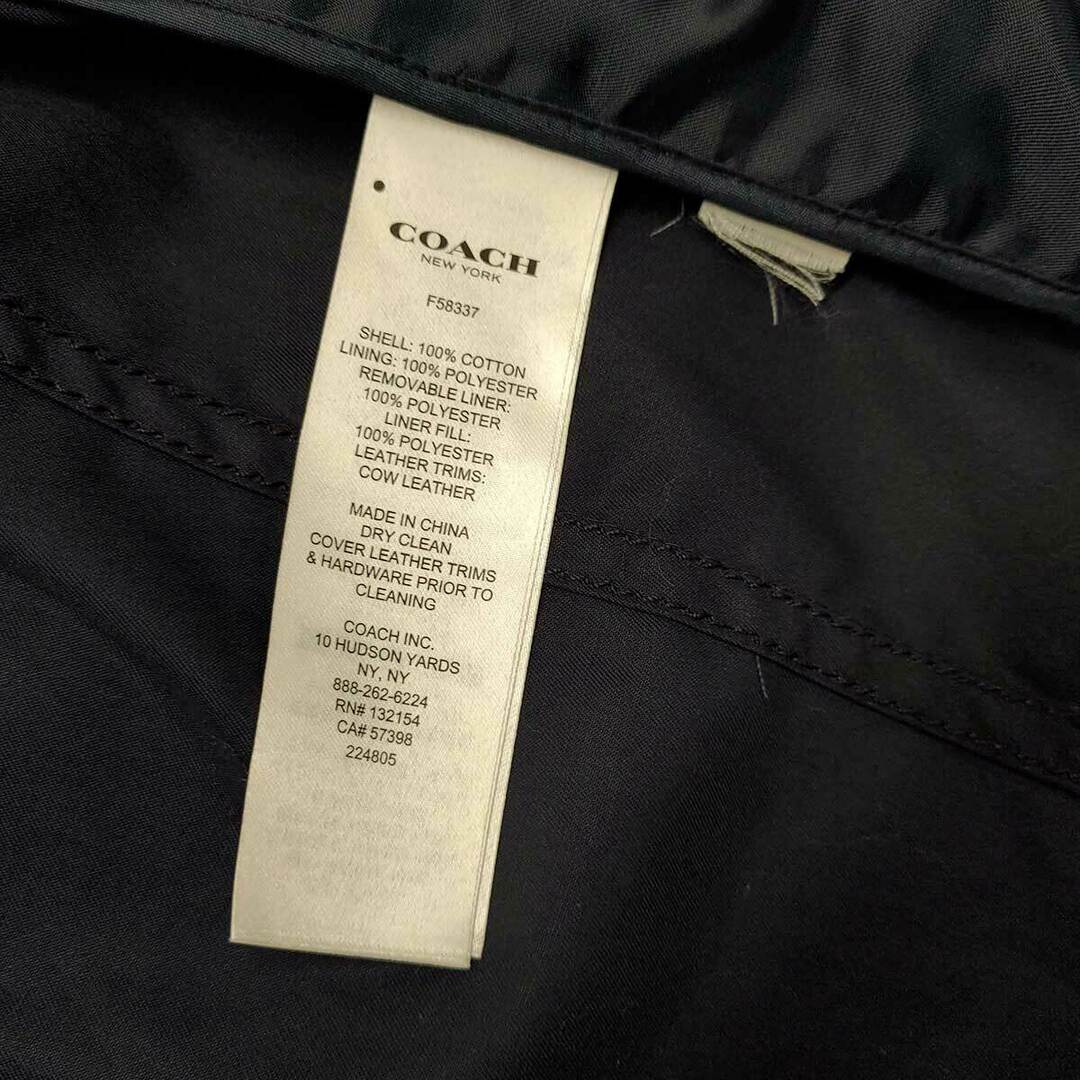 COACH
NEW YORK
F58337
SHELL: 100% COTTON
LINING: 100% POLYESTER
REMOVABLE LINER:
100% POLYESTER
LINER FILL:
100% POLYESTER
LEATHER TRIMS:
COW LEATHER
MADE IN CHINA
DRY CLEAN
COVER LEATHER TRIMS
& HARDWARE PRIOR TO
CLEANING
COACH INC.
10 HUDSON YARDS
NY, NY
888-262-6224
RN# 132154
CA# 57398
224805